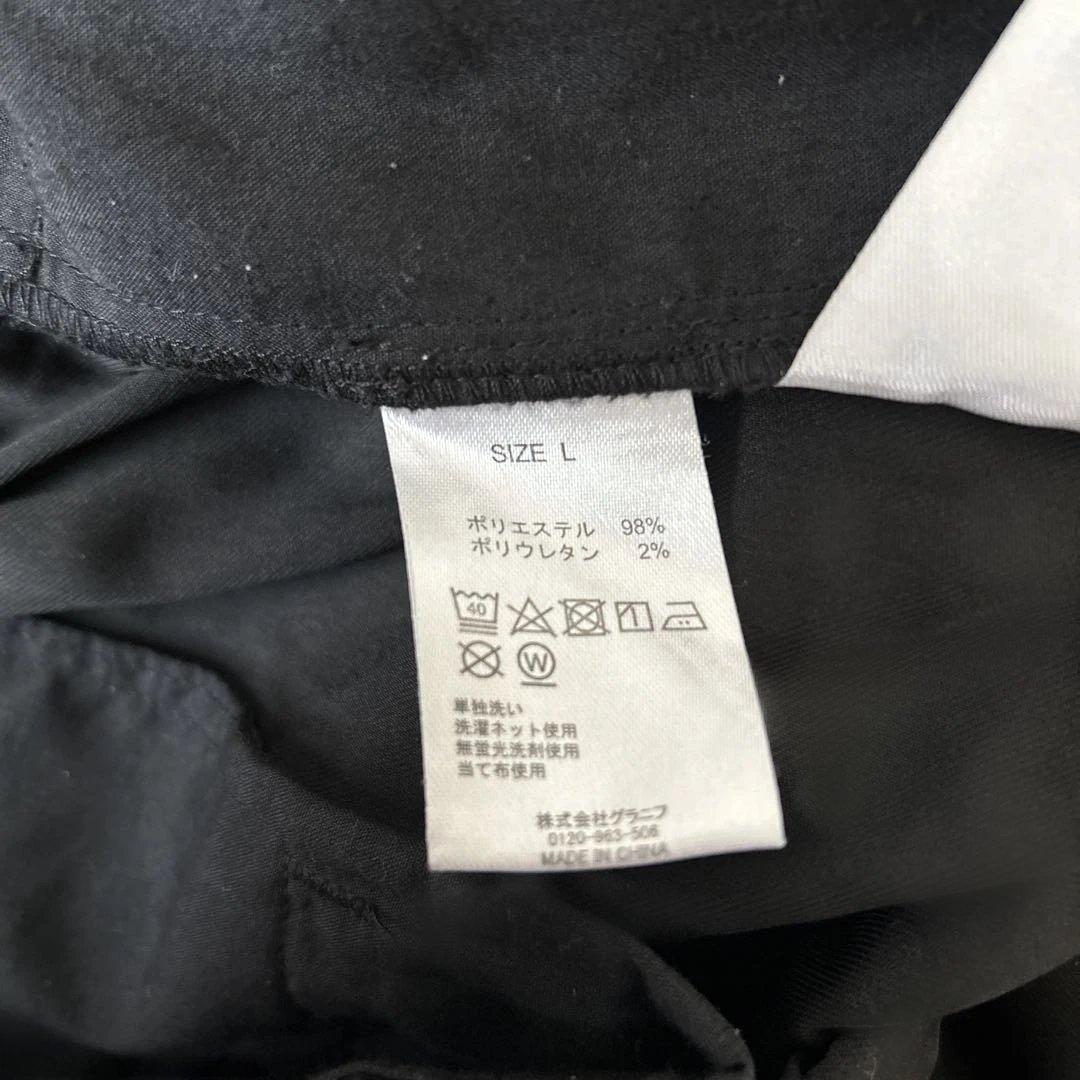 SIZE L
ポリエステル 98%
ポリウレタン 2%
40
W
単独洗い
洗濯ネット使用
無蛍光洗剤使用
当て布使用
株式会社グラニフ
0120-963-506
MADE IN CHINA